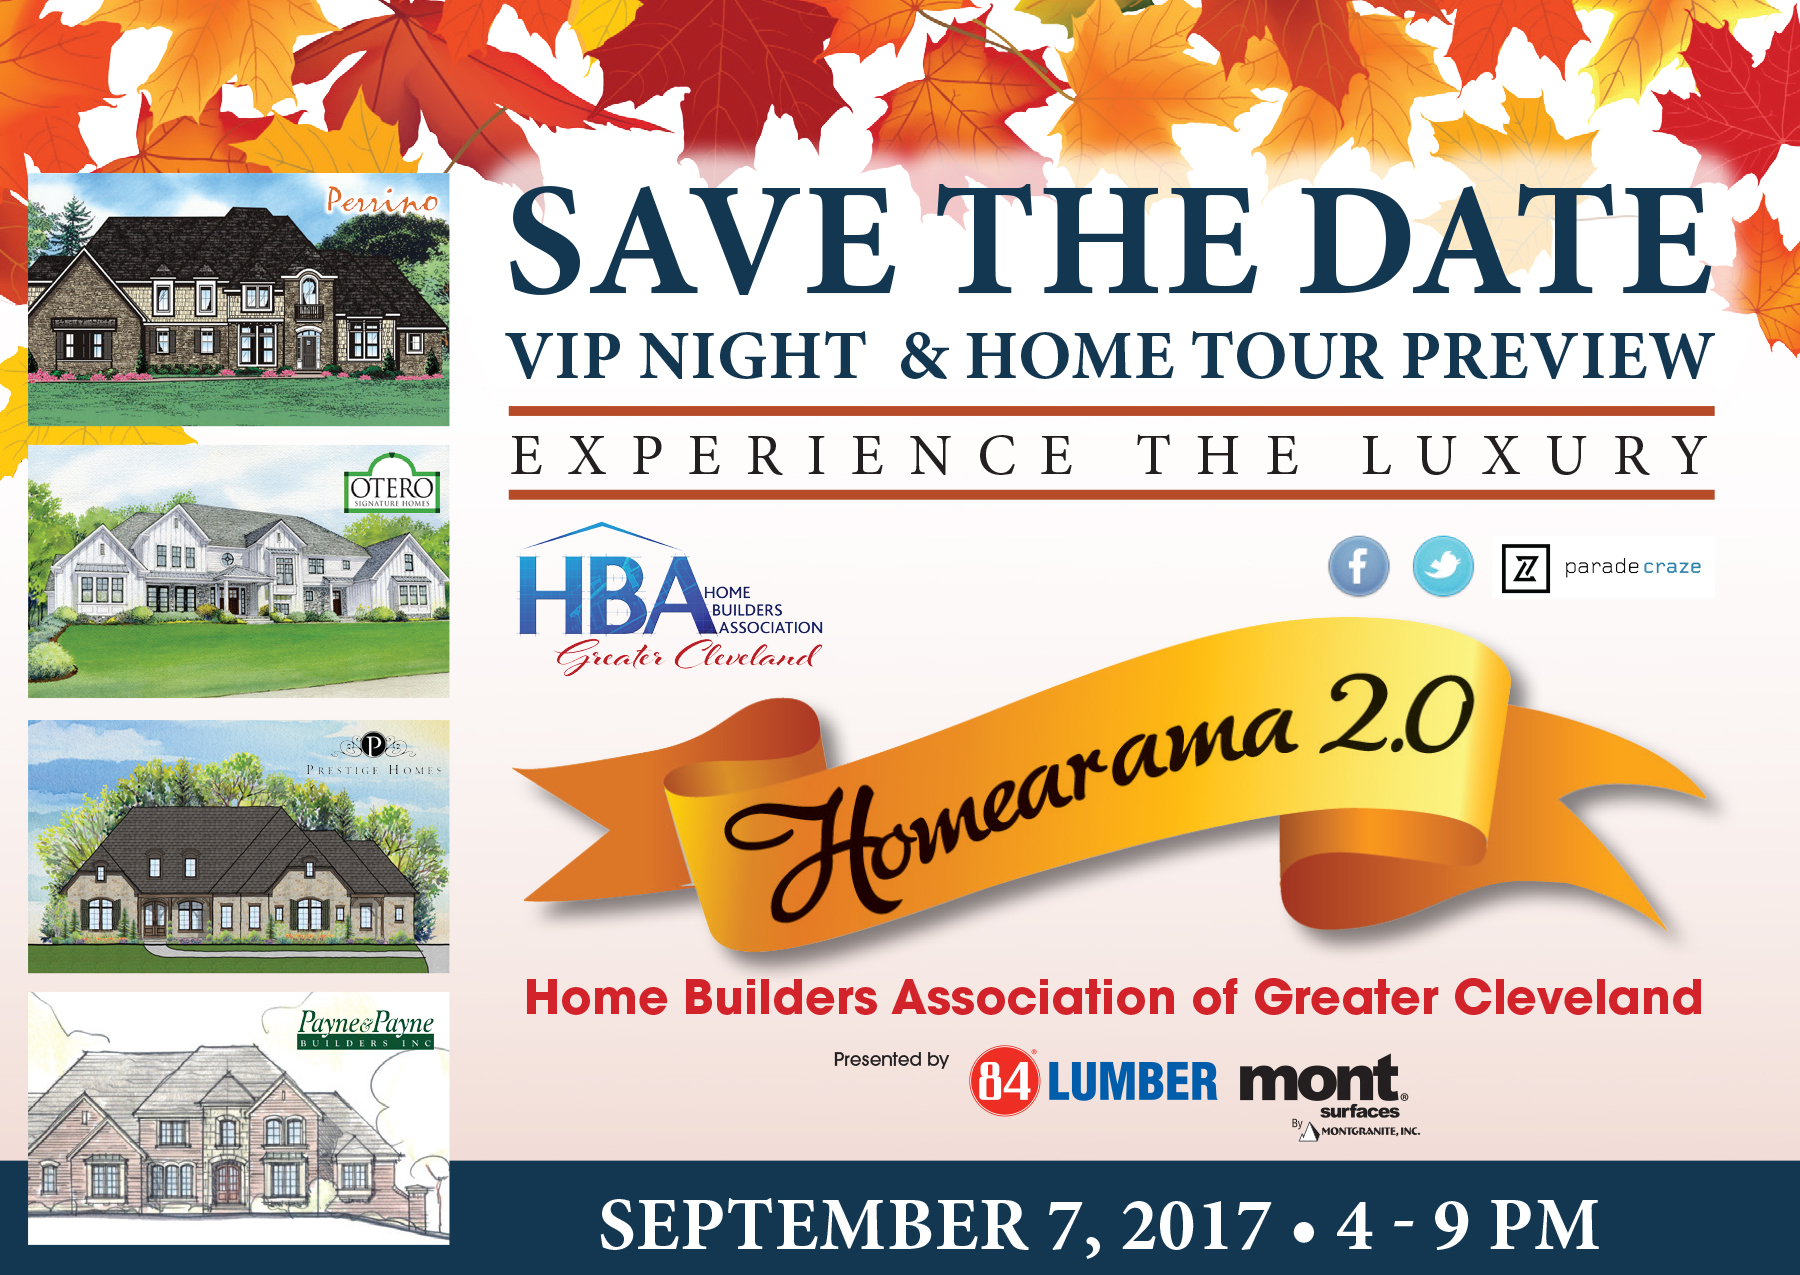 SAVE THE DATE
VIP NIGHT & HOME TOUR PREVIEW
EXPERIENCE THE LUXURY
Perrino
OTERO
SIGNATURE HOMES
P
PRESTIGE HOMES
Payne&Payne
BUILDERS INC
HBA
HOME
BUILDERS
ASSOCIATION
Greater Cleveland
f
paradecraze
Homearama 2.0
Home Builders Association of Greater Cleveland
Presented by
84 LUMBER
mont®
surfaces
By MONTGRANITE, INC.
SEPTEMBER 7, 2017 • 4 - 9 PM